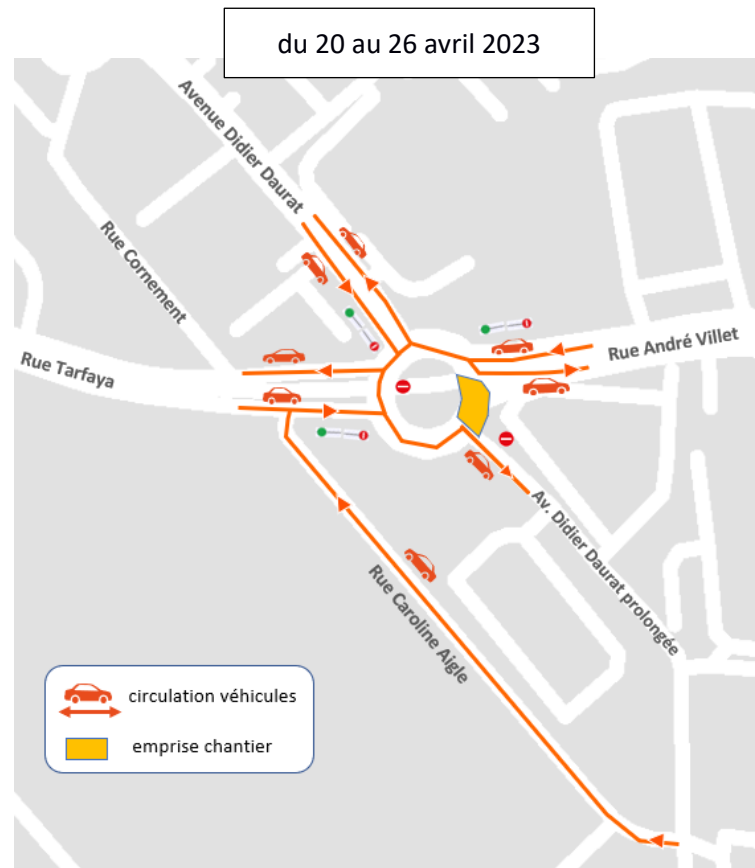 du 20 au 26 avril 2023
Avenue Didier Daurat
Rue Cornement
Rue Tarfaya
Rue André Villet
Av. Didier Daurat prolongée
Rue Caroline Aigle
circulation véhicules
emprise chantier